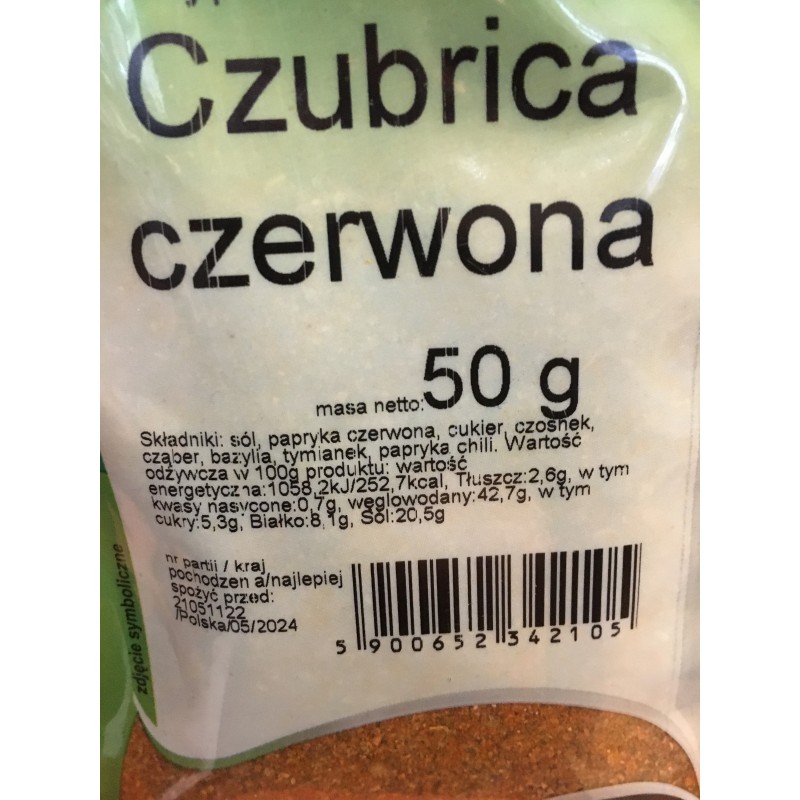 Czubrica
czerwona
masa netto:50 g
Składniki: sól, papryka czerwona, cukier, czosnek,
cząber, bazylia, tymianek, papryka chili. Wartość
odżywcza w 100g produktu: wartość
energetyczna:1058,2kJ/252,7kcal, Tłuszcz:2,6g, w tym
kwasy nasycone:0,7g, węglowodany:42,7g, w tym
cukry:5,3g, Białko:8,1g, Sól:20,5g
nr partii / kraj
pochodzenia/najlepiej
spożyć przed:
21051122
/Polska/05/2024
5 900652 342105
zdjęcie symboliczne